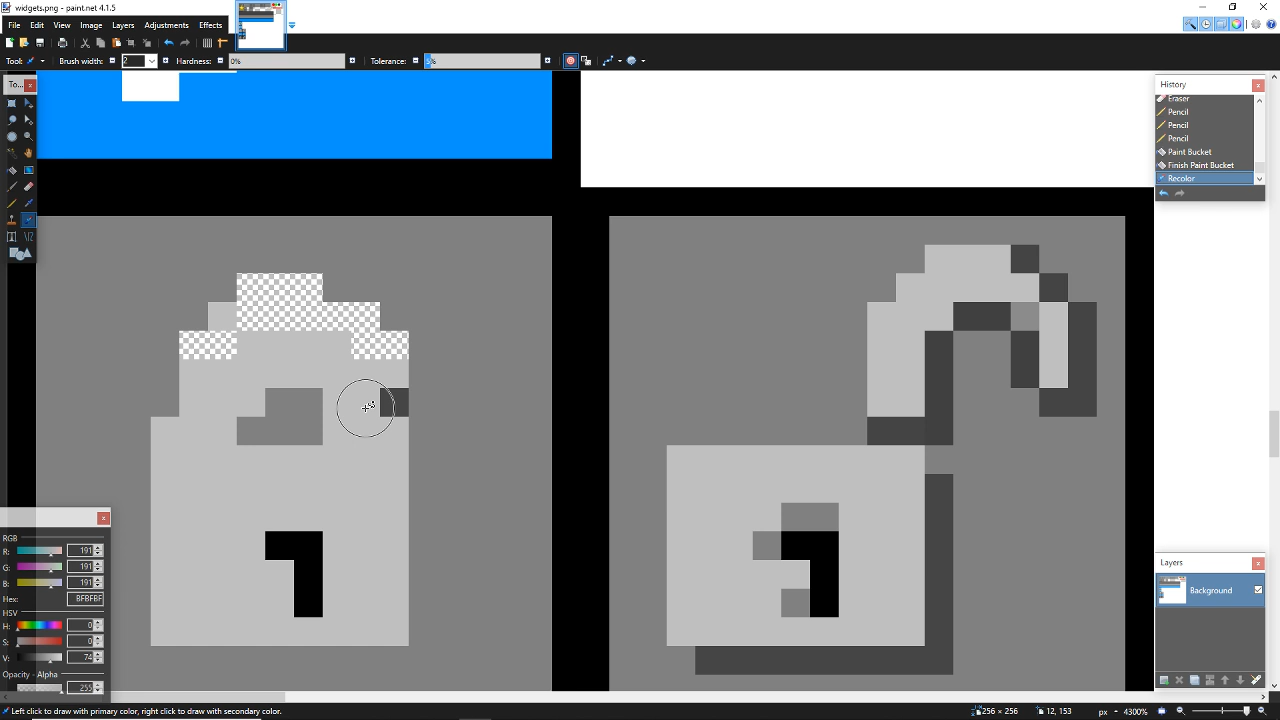 widgets.png - paint.net 4.1.5
File Edit View Image Layers Adjustments Effects
Tool: Brush width: 2 Hardness: 0% Tolerance: 5%
To...
History
Eraser
Pencil
Pencil
Pencil
Paint Bucket
Finish Paint Bucket
Recolor
RGB
R: 191
G: 191
B: 191
Hex: BFBFBF
HSV
H: 0
S: 0
V: 74
Opacity - Alpha
255
Layers
Background
Left click to draw with primary color, right click to draw with secondary color. 256 × 256 12, 153 px 4300%